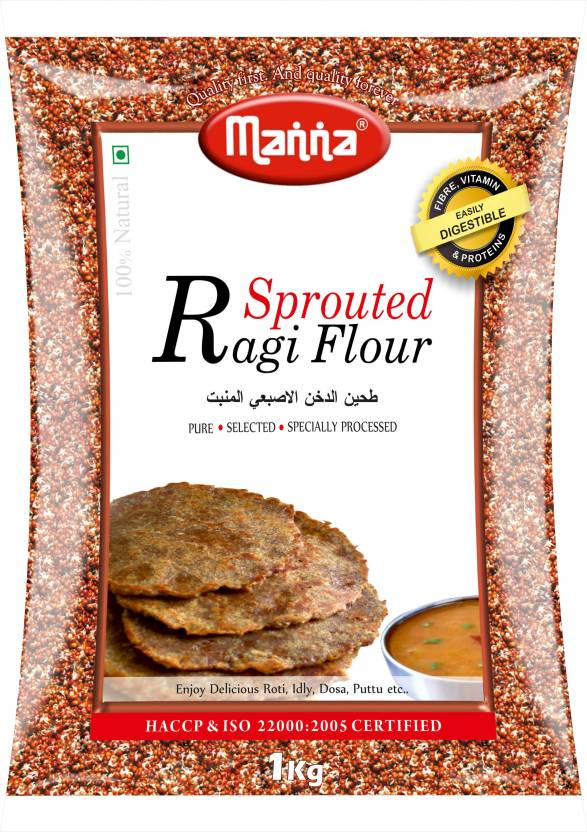 Quality first. And quality forever.
Manna®
100% Natural
FIBRE, VITAMIN
EASILY
DIGESTIBLE
& PROTEINS
Sprouted
Ragi Flour
طحين الدخن الاصبعي المنبت
PURE • SELECTED • SPECIALLY PROCESSED
Enjoy Delicious Roti, Idly, Dosa, Puttu etc..
HACCP & ISO 22000:2005 CERTIFIED
1Kg